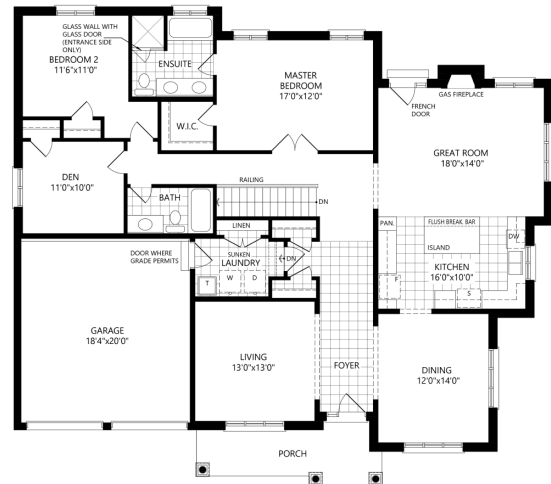 GLASS WALL WITH
GLASS DOOR
(ENTRANCE SIDE
ONLY)
BEDROOM 2
11'6"x11'0"
ENSUITE
MASTER
BEDROOM
17'0"x12'0"
W.I.C.
GAS FIREPLACE
FRENCH
DOOR
GREAT ROOM
18'0"x14'0"
DEN
11'0"x10'0"
BATH
RAILING
DN
LINEN
PAN.
FLUSH BREAK. BAR
DW
ISLAND
KITCHEN
16'0"x10'0"
F
S
DOOR WHERE
GRADE PERMITS
SUNKEN
LAUNDRY
DN
T
W
D
GARAGE
18'4"x20'0"
LIVING
13'0"x13'0"
FOYER
DINING
12'0"x14'0"
PORCH